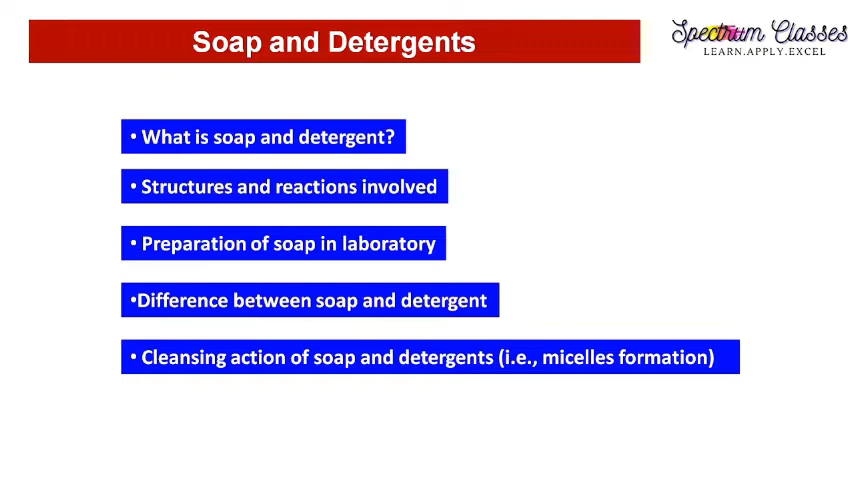 Soap and Detergents
Spectrum Classes
LEARN.APPLY.EXCEL
• What is soap and detergent?
• Structures and reactions involved
• Preparation of soap in laboratory
•Difference between soap and detergent
• Cleansing action of soap and detergents (i.e., micelles formation)